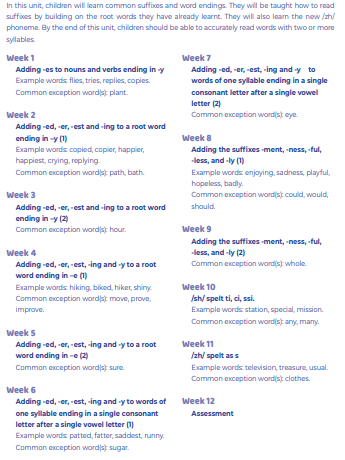 In this unit, children will learn common suffixes and word endings. They will be taught how to read
suffixes by building on the root words they have already learnt. They will also learn the new /zh/
phoneme. By the end of this unit, children should be able to accurately read words with two or more
syllables.
Week 1
Adding -es to nouns and verbs ending in -y
Example words: flies, tries, replies, copies.
Common exception word(s): plant.
Week 2
Adding -ed, -er, -est and -ing to a root word
ending in –y (1)
Example words: copied, copier, happier,
happiest, crying, replying.
Common exception word(s): path, bath.
Week 3
Adding -ed, -er, -est and -ing to a root word
ending in –y (2)
Common exception word(s): hour.
Week 4
Adding -ed, -er, -est, -ing and -y to a root
word ending in –e (1)
Example words: hiking, biked, hiker, shiny.
Common exception word(s): move, prove,
improve.
Week 5
Adding -ed, -er, -est, -ing and -y to a root
word ending in –e (2)
Common exception word(s): sure.
Week 6
Adding -ed, -er, -est, -ing and -y to words of
one syllable ending in a single consonant
letter after a single vowel letter (1)
Example words: patted, fatter, saddest, runny.
Common exception word(s): sugar.
Week 7
Adding -ed, -er, -est, -ing and -y to
words of one syllable ending in a single
consonant letter after a single vowel
letter (2)
Common exception word(s): eye.
Week 8
Adding the suffixes -ment, -ness, -ful,
-less, and -ly (1)
Example words: enjoying, sadness, playful,
hopeless, badly.
Common exception word(s): could, would,
should.
Week 9
Adding the suffixes -ment, -ness, -ful,
-less, and -ly (2)
Common exception word(s): whole.
Week 10
/sh/ spelt ti, ci, ssi.
Example words: station, special, mission.
Common exception word(s): any, many.
Week 11
/zh/ spelt as s
Example words: television, treasure, usual.
Common exception word(s): clothes.
Week 12
Assessment